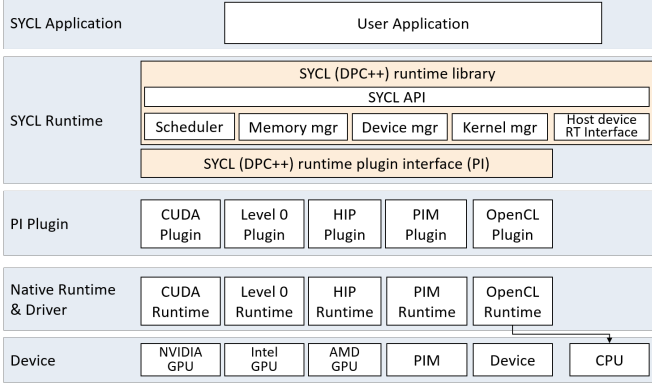 SYCL Application
User Application
SYCL Runtime
SYCL (DPC++) runtime library
SYCL API
Scheduler
Memory mgr
Device mgr
Kernel mgr
Host device
RT Interface
SYCL (DPC++) runtime plugin interface (PI)
PI Plugin
CUDA
Plugin
Level 0
Plugin
HIP
Plugin
PIM
Plugin
OpenCL
Plugin
Native Runtime
& Driver
CUDA
Runtime
Level 0
Runtime
HIP
Runtime
PIM
Runtime
OpenCL
Runtime
Device
NVIDIA
GPU
Intel
GPU
AMD
GPU
PIM
Device
CPU